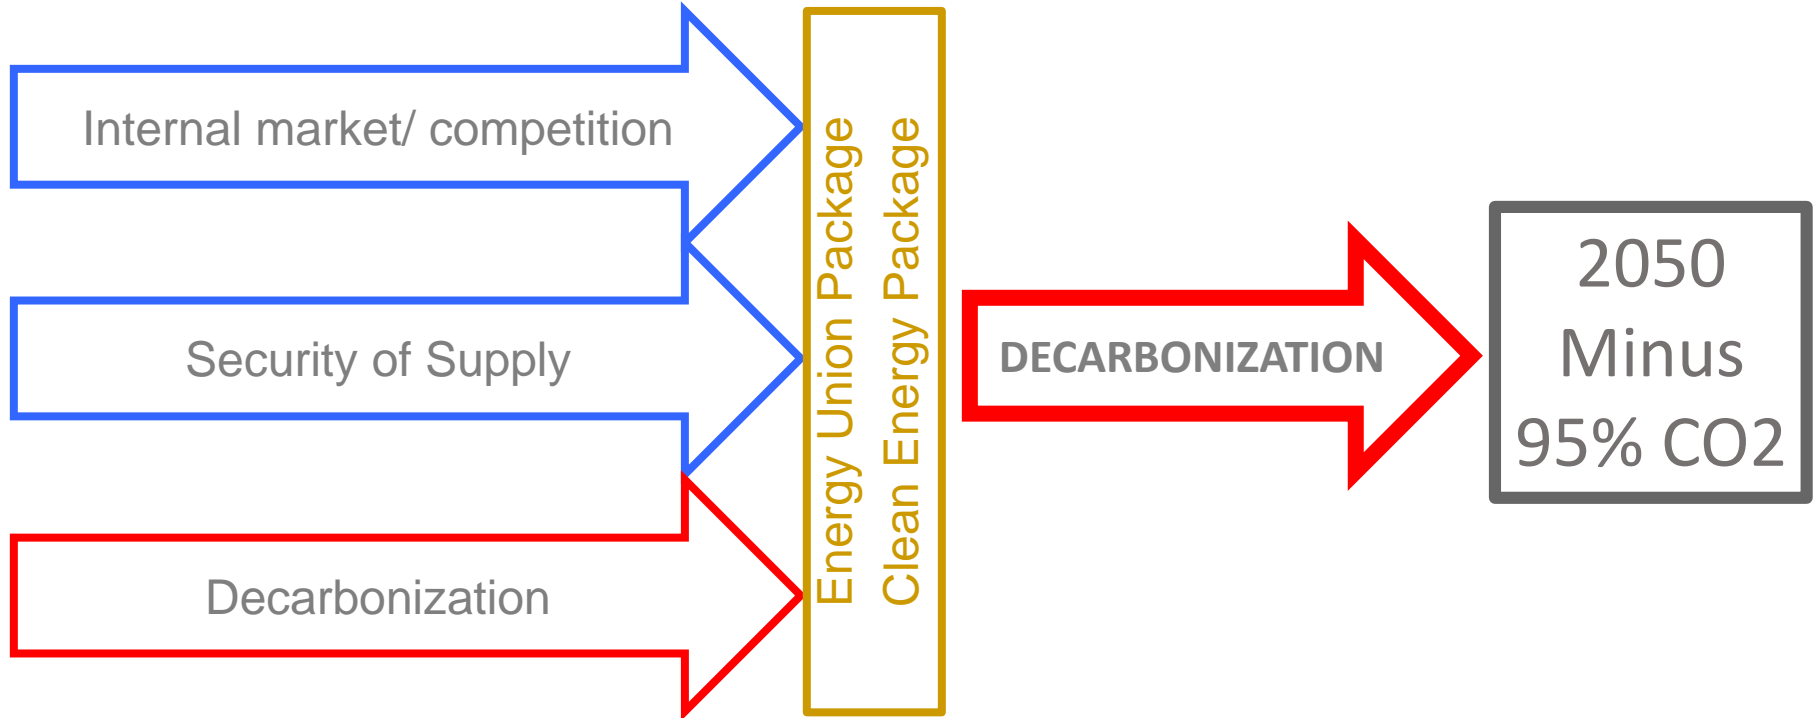 Internal market/ competition
Security of Supply
Decarbonization
Energy Union Package
Clean Energy Package
DECARBONIZATION
2050
Minus
95% CO2